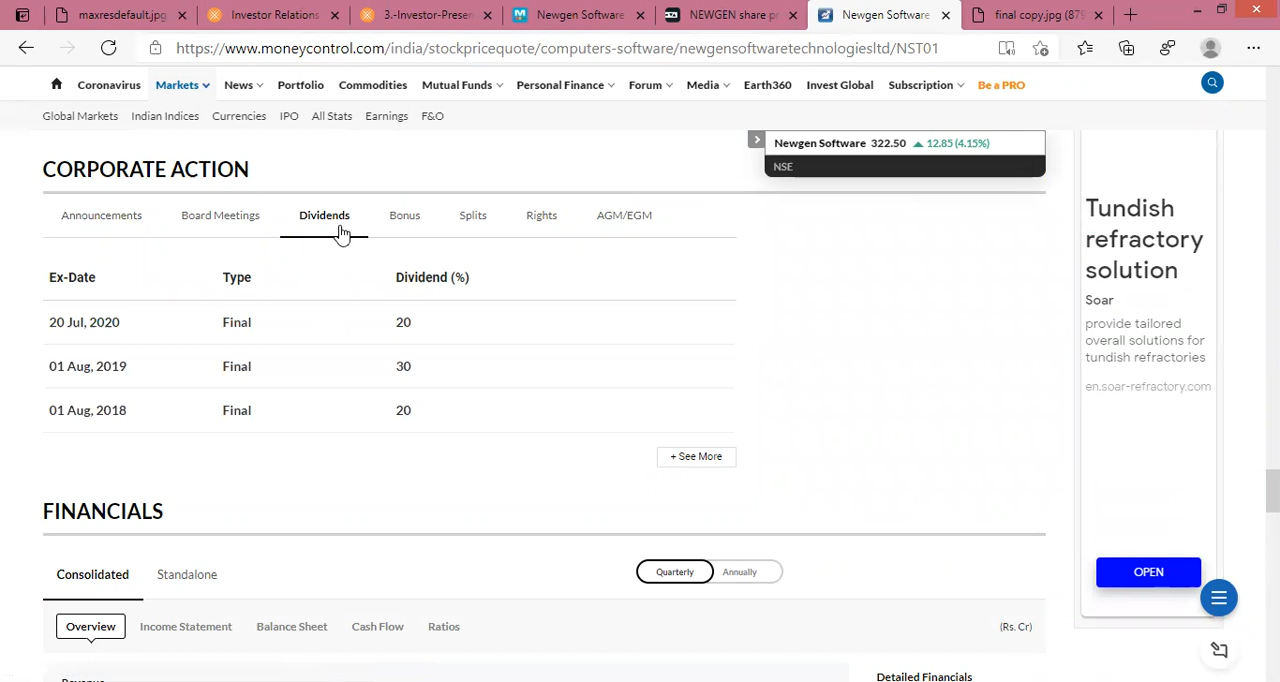 maxresdefault.jpg
Investor Relations
3.-Investor-Presen
Newgen Software
NEWGEN share pr
Newgen Software
final copy.jpg (879
https://www.moneycontrol.com/india/stockpricequote/computers-software/newgensoftwaretechnologiesltd/NST01
Coronavirus Markets News Portfolio Commodities Mutual Funds Personal Finance Forum Media Earth360 Invest Global Subscription Be a PRO
Global Markets Indian Indices Currencies IPO All Stats Earnings F&O
Newgen Software 322.50 12.85 (4.15%)
NSE
CORPORATE ACTION
Announcements Board Meetings Dividends Bonus Splits Rights AGM/EGM
Ex-Date Type Dividend (%)
20 Jul, 2020 Final 20
01 Aug, 2019 Final 30
01 Aug, 2018 Final 20
+ See More
FINANCIALS
Consolidated Standalone
Quarterly Annually
Overview Income Statement Balance Sheet Cash Flow Ratios (Rs. Cr)
Revenue
Detailed Financials
Tundish
refractory
solution
Soar
provide tailored
overall solutions for
tundish refractories
en.soar-refractory.com
OPEN